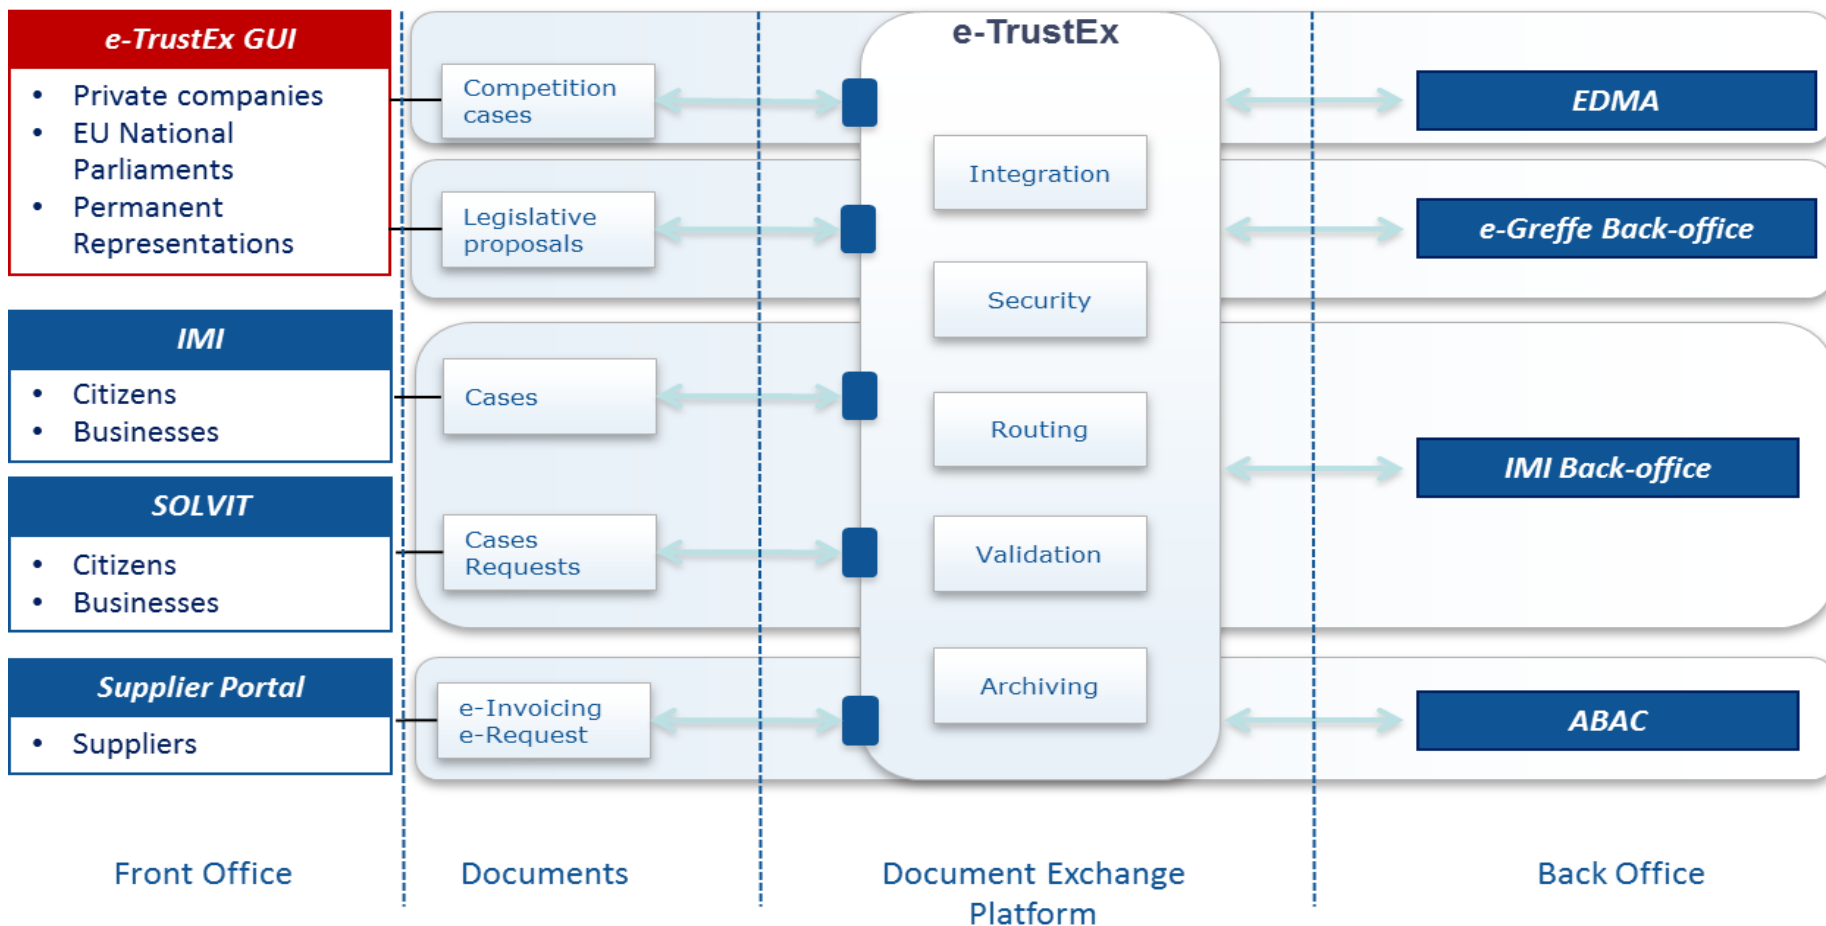 e-TrustEx GUI
• Private companies
• EU National
Parliaments
• Permanent
Representations
IMI
• Citizens
• Businesses
SOLVIT
• Citizens
• Businesses
Supplier Portal
• Suppliers
Front Office
Competition
cases
Legislative
proposals
Cases
Cases
Requests
e-Invoicing
e-Request
Documents
e-TrustEx
Integration
Security
Routing
Validation
Archiving
Document Exchange
Platform
EDMA
e-Greffe Back-office
IMI Back-office
ABAC
Back Office